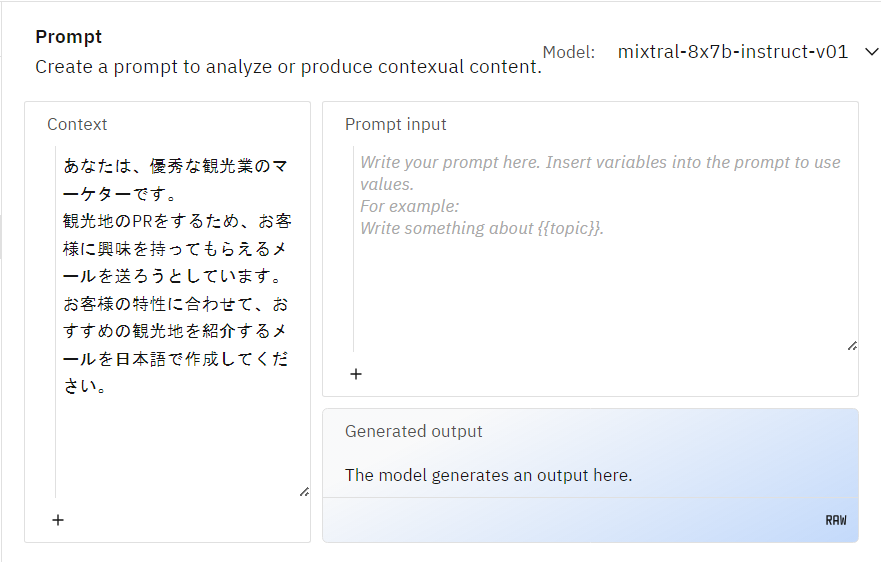 Prompt
Create a prompt to analyze or produce contexual content.
Model: mixtral-8x7b-instruct-v01
Context
あなたは、優秀な観光業のマ
ーケターです。
観光地のPRをするため、お客
様に興味を持ってもらえるメ
ールを送ろうとしています。
お客様の特性に合わせて、お
すすめの観光地を紹介するメ
ールを日本語で作成してくだ
さい。
+
Prompt input
Write your prompt here. Insert variables into the prompt to use
values.
For example:
Write something about {{topic}}.
+
Generated output
The model generates an output here.
RAW